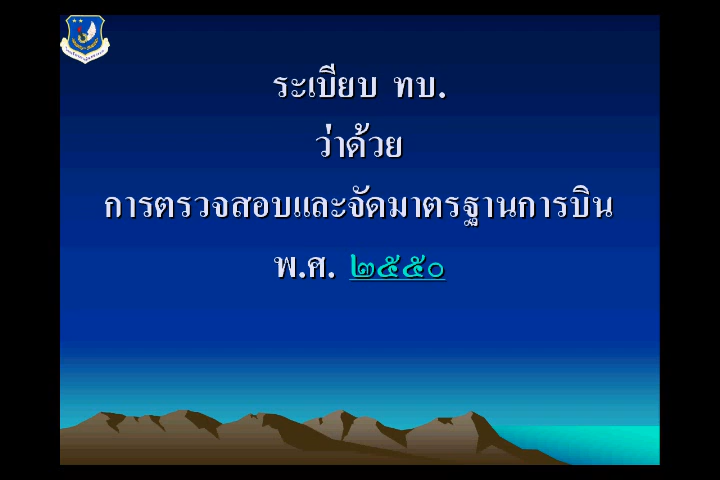 ระเบียบ ทบ.
ว่าด้วย
การตรวจสอบและจัดมาตรฐานการบิน
พ.ศ. ๒๕๕๐